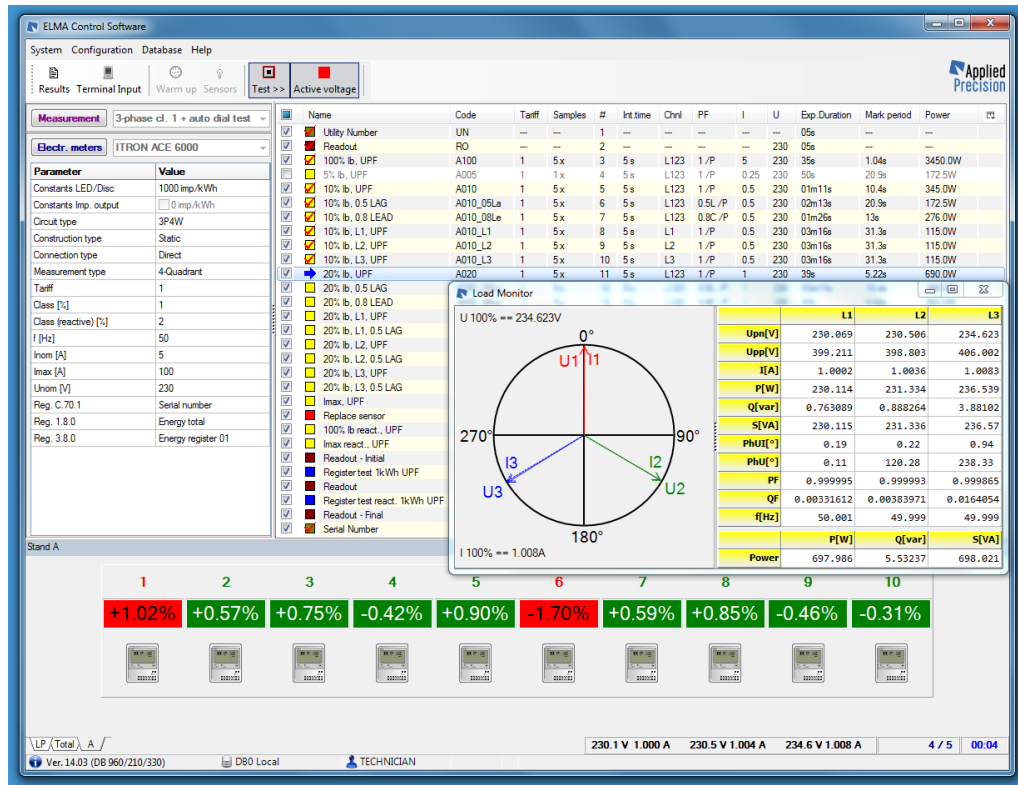 ELMA Control Software
System Configuration Database Help
Results Terminal Input Warm up Sensors Test >> Active voltage
Applied Precision
Measurement 3-phase cl. 1 + auto dial test
Electr. meters ITRON ACE 6000
Parameter Value
Constants LED/Disc 1000 imp/kWh
Constants Imp. output 0 imp/kWh
Circuit type 3P4W
Construction type Static
Connection type Direct
Measurement type 4-Quadrant
Tariff 1
Class [%] 1
Class (reactive) [%] 2
f [Hz] 50
Inom [A] 5
Imax [A] 100
Unom [V] 230
Reg. C.70.1 Serial number
Reg. 1.8.0 Energy total
Reg. 3.8.0 Energy register 01
Name Code Tariff Samples # Int.time Chnl PF I U Exp.Duration Mark period Power
Utility Number UN --- --- 1 --- --- --- --- --- 05s --- ---
Readout RO --- --- 2 --- --- --- --- 230 05s --- ---
100% Ib, UPF A100 1 5 x 3 5 s L123 1 /P 5 230 35s 1.04s 3450.0W
5% Ib, UPF A005 1 1 x 4 5 s L123 1 /P 0.25 230 50s 20.9s 172.5W
10% Ib, UPF A010 1 5 x 5 5 s L123 1 /P 0.5 230 01m11s 10.4s 345.0W
10% Ib, 0.5 LAG A010_05La 1 5 x 6 5 s L123 0.5L /P 0.5 230 02m13s 20.9s 172.5W
10% Ib, 0.8 LEAD A010_08Le 1 5 x 7 5 s L123 0.8C /P 0.5 230 01m26s 13s 276.0W
10% Ib, L1, UPF A010_L1 1 5 x 8 5 s L1 1 /P 0.5 230 03m16s 31.3s 115.0W
10% Ib, L2, UPF A010_L2 1 5 x 9 5 s L2 1 /P 0.5 230 03m16s 31.3s 115.0W
10% Ib, L3, UPF A010_L3 1 5 x 10 5 s L3 1 /P 0.5 230 03m16s 31.3s 115.0W
20% Ib, UPF A020 1 5 x 11 5 s L123 1 /P 1 230 39s 5.22s 690.0W
20% Ib, 0.5 LAG
20% Ib, 0.8 LEAD
20% Ib, L1, UPF
20% Ib, L1, 0.5 LAG
20% Ib, L2, UPF
20% Ib, L2, 0.5 LAG
20% Ib, L3, UPF
20% Ib, L3, 0.5 LAG
Imax, UPF
Replace sensor
100% Ib react., UPF
Imax react., UPF
Readout - Initial
Register test 1kWh UPF
Readout
Register test react. 1kWh UPF
Readout - Final
Serial Number
Load Monitor
U 100% == 234.623V
0°
U1 I1
270° 90°
I3 I2
U3 U2
180°
I 100% == 1.008A
L1 L2 L3
Upn[V] 230.069 230.506 234.623
Upp[V] 399.211 398.803 406.002
I[A] 1.0002 1.0036 1.0083
P[W] 230.114 231.334 236.539
Q[var] 0.763089 0.888264 3.88102
S[VA] 230.115 231.336 236.57
PhUI[°] 0.19 0.22 0.94
PhU[°] 0.11 120.28 238.33
PF 0.999995 0.999993 0.999865
QF 0.00331612 0.00383971 0.0164054
f[Hz] 50.001 49.999 49.999
P[W] Q[var] S[VA]
Power 697.986 5.53237 698.021
Stand A
1 2 3 4 5 6 7 8 9 10
+1.02% +0.57% +0.75% -0.42% +0.90% -1.70% +0.59% +0.85% -0.46% -0.31%
LP Total A
230.1 V 1.000 A 230.5 V 1.004 A 234.6 V 1.008 A 4 / 5 00:04
Ver. 14.03 (DB 960/210/330) DB0 Local TECHNICIAN